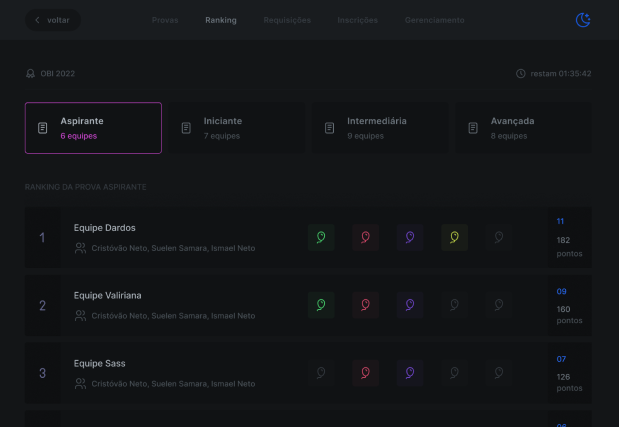 voltar
Provas
Ranking
Requisições
Inscrições
Gerenciamento
OBI 2022
restam 01:35:42
Aspirante
6 equipes
Iniciante
7 equipes
Intermediária
9 equipes
Avançada
8 equipes
RANKING DA PROVA ASPIRANTE
1
Equipe Dardos
Cristóvão Neto, Suelen Samara, Ismael Neto
11
182
pontos
2
Equipe Valiriana
Cristóvão Neto, Suelen Samara, Ismael Neto
09
160
pontos
3
Equipe Sass
Cristóvão Neto, Suelen Samara, Ismael Neto
07
126
pontos